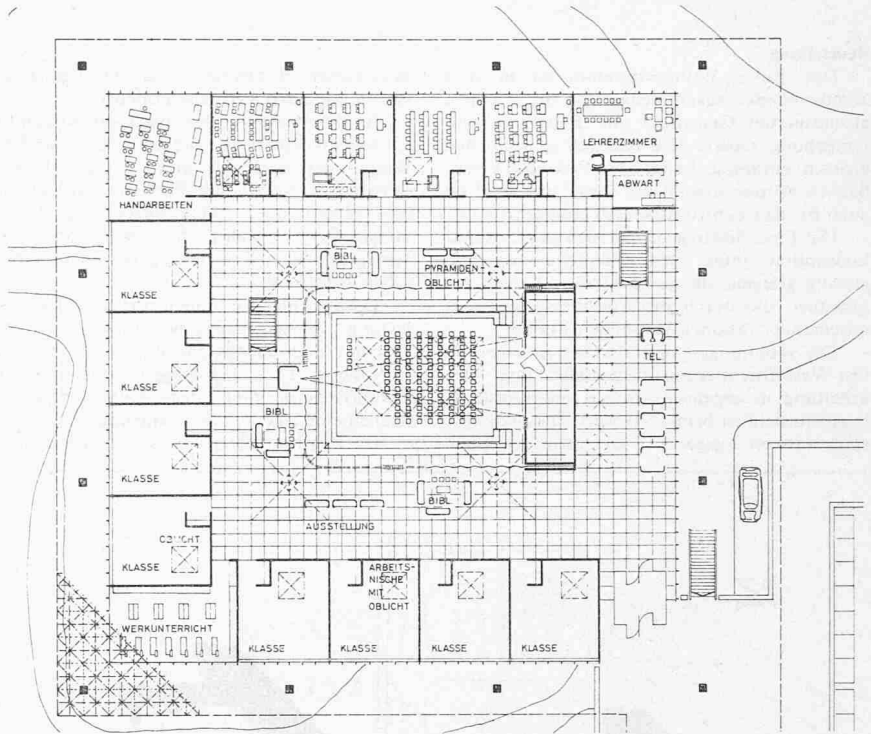 LEHRERZIMMER
ABWART
HANDARBEITEN
BIBL
PYRAMIDEN-
OBLICHT
KLASSE
KLASSE
TEL
BIBL
KLASSE
BIBL
AUSSTELLUNG
OBLICHT
KLASSE
ARBEITS-
NISCHE
MIT
OBLICHT
WERKUNTERRICHT
KLASSE
KLASSE
KLASSE
KLASSE